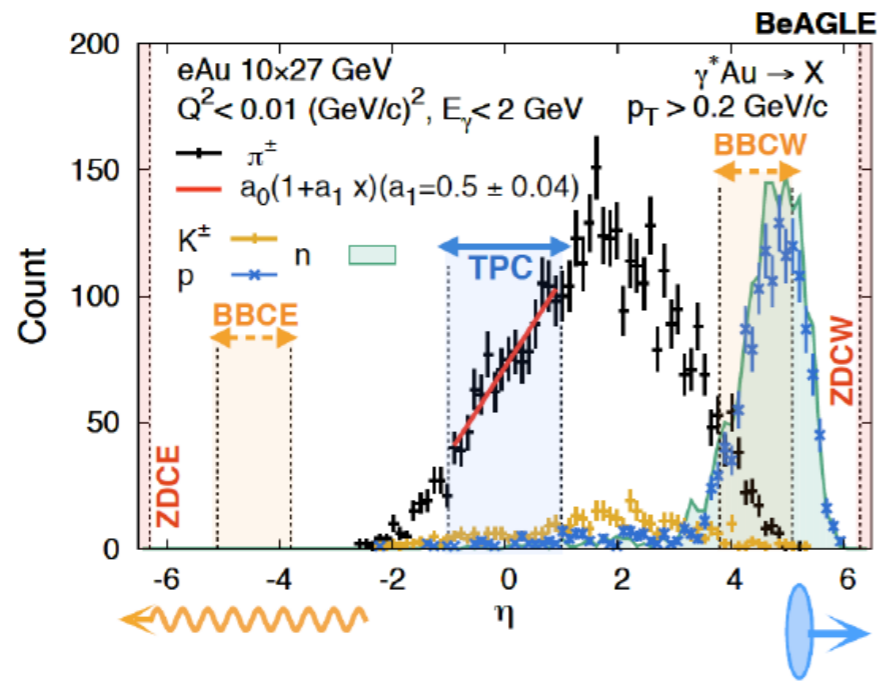 BeAGLE
eAu 10×27 GeV
Q²< 0.01 (GeV/c)², E_γ< 2 GeV
γ*Au → X
p_T > 0.2 GeV/c
π±
a₀(1+a₁ x)(a₁=0.5 ± 0.04)
K±
p
n
BBCW
TPC
BBCE
ZDCE
ZDCW
Count
200
150
100
50
0
-6
-4
-2
0
2
4
6
η